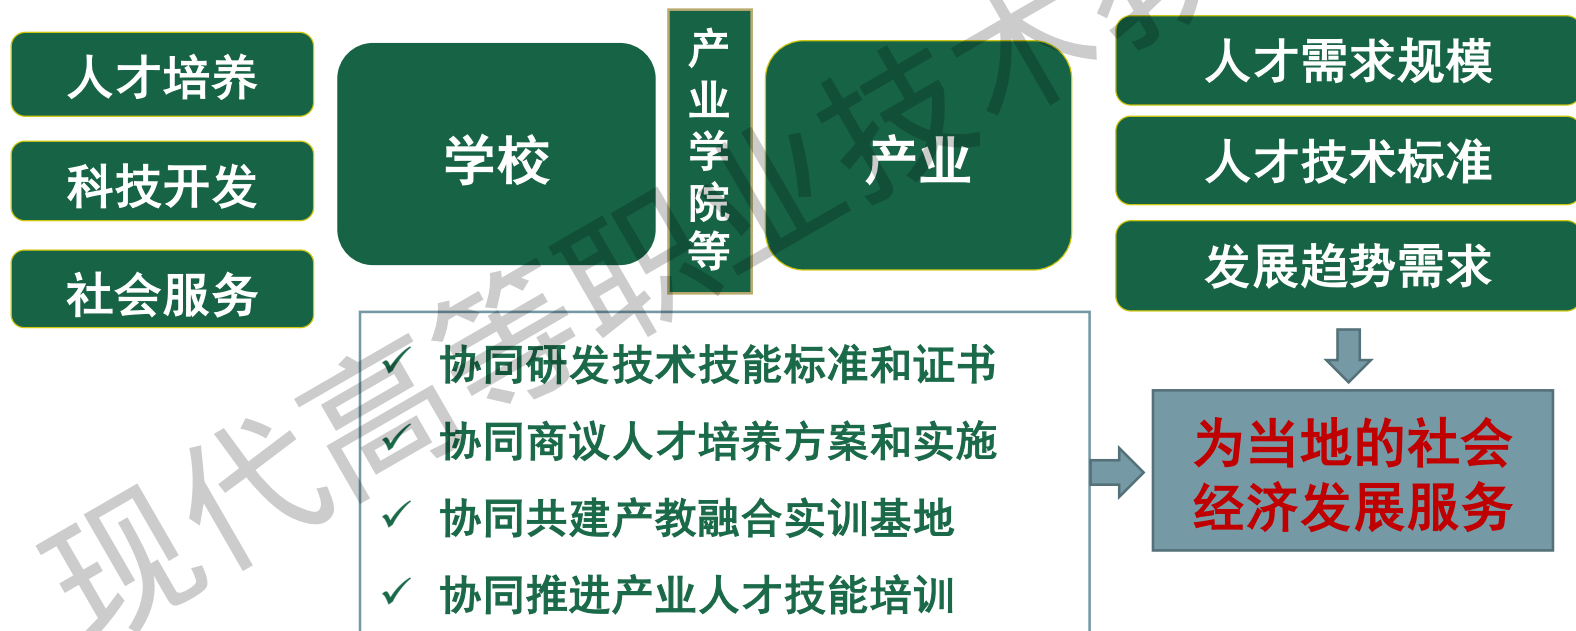 人才培养
科技开发
社会服务
学校
产业学院等
产业
人才需求规模
人才技术标准
发展趋势需求
✓ 协同研发技术技能标准和证书
✓ 协同商议人才培养方案和实施
✓ 协同共建产教融合实训基地
✓ 协同推进产业人才技能培训
为当地的社会
经济发展服务
现代高等职业技术教